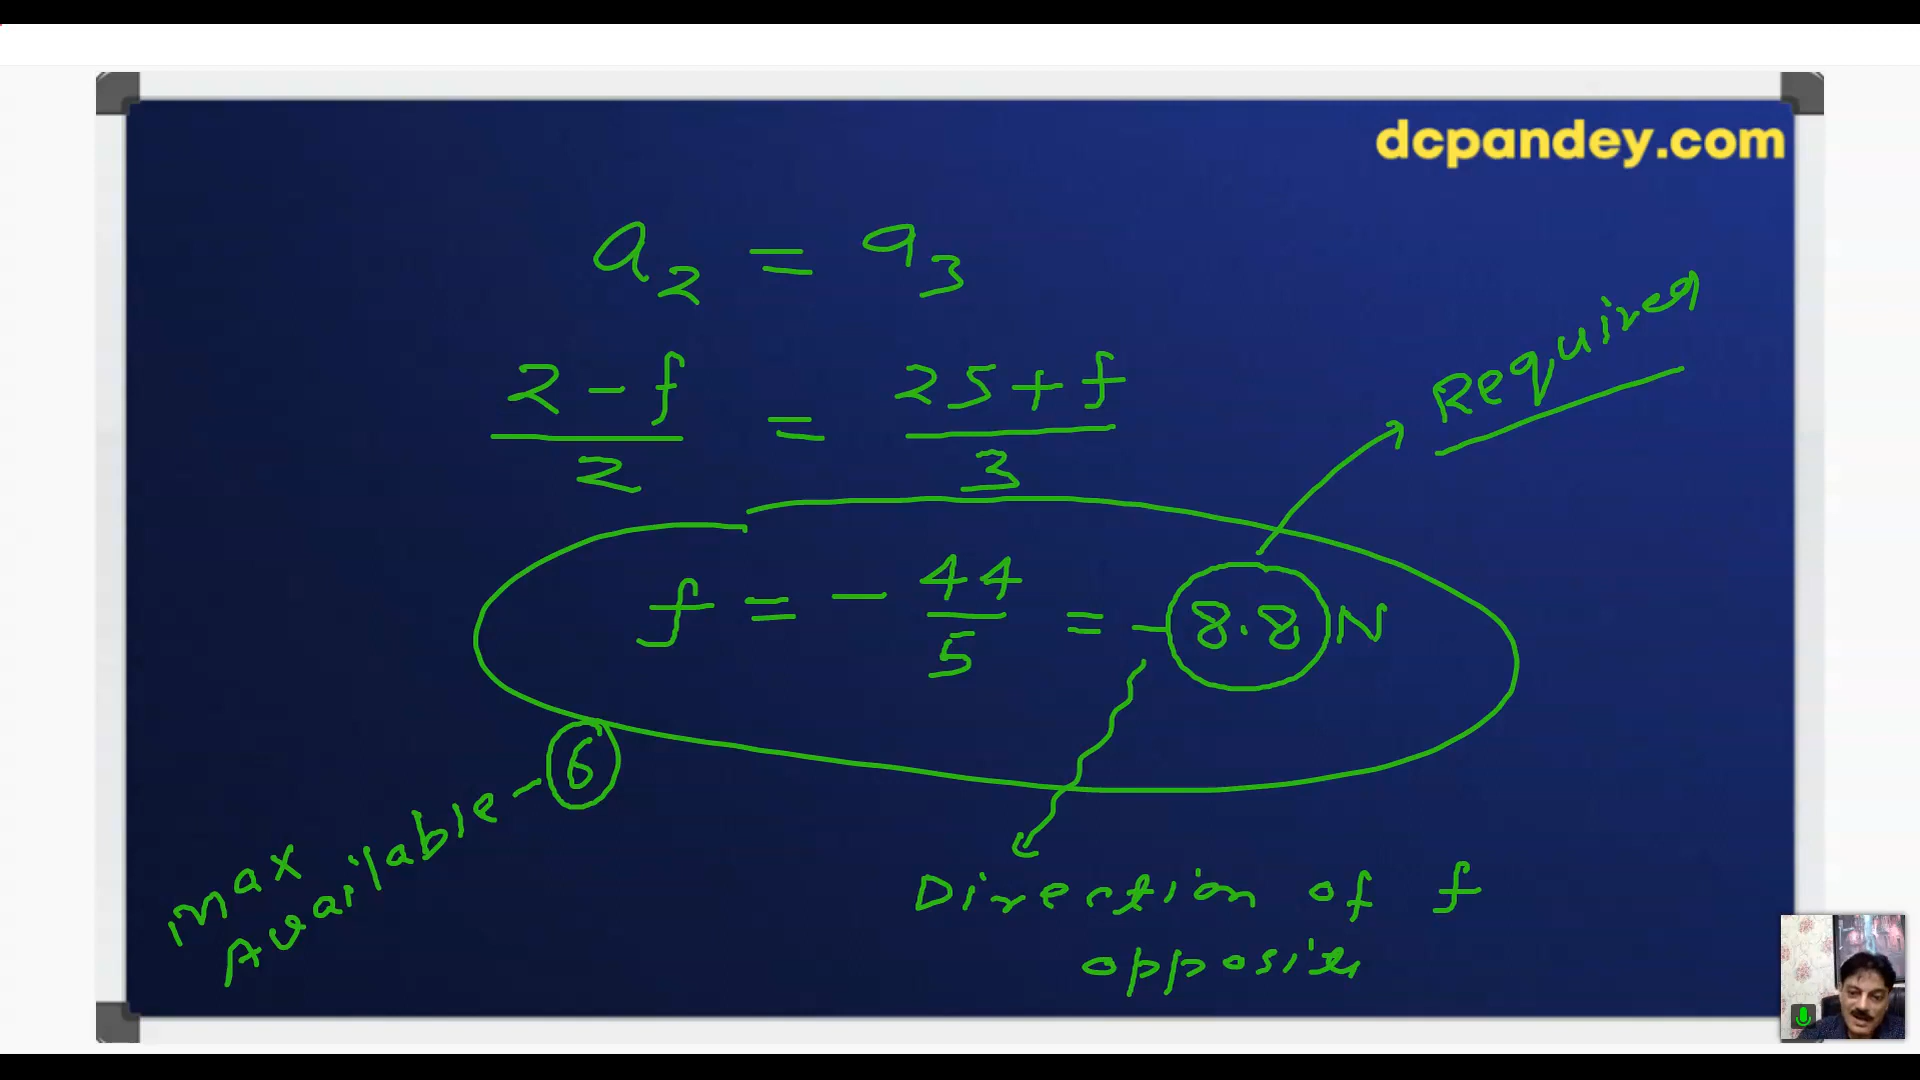 dcpandey.com
a₂ = a₃
Required
(2 - f)/2 = (25 + f)/3
f = - 44/5 = - 8.8 N
max Available - 6
Direction of f
opposite